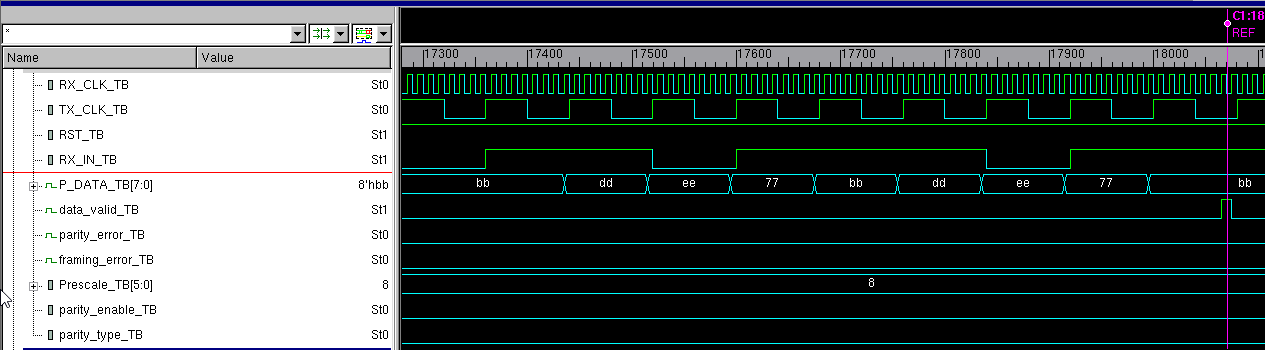 *
C1:18
REF
Name Value
17300 17400 17500 17600 17700 17800 17900 18000
RX_CLK_TB St0
TX_CLK_TB St0
RST_TB St1
RX_IN_TB St1
P_DATA_TB[7:0] 8'hbb bb dd ee 77 bb dd ee 77 bb
data_valid_TB St1
parity_error_TB St0
framing_error_TB St0
Prescale_TB[5:0] 8 8
parity_enable_TB St0
parity_type_TB St0